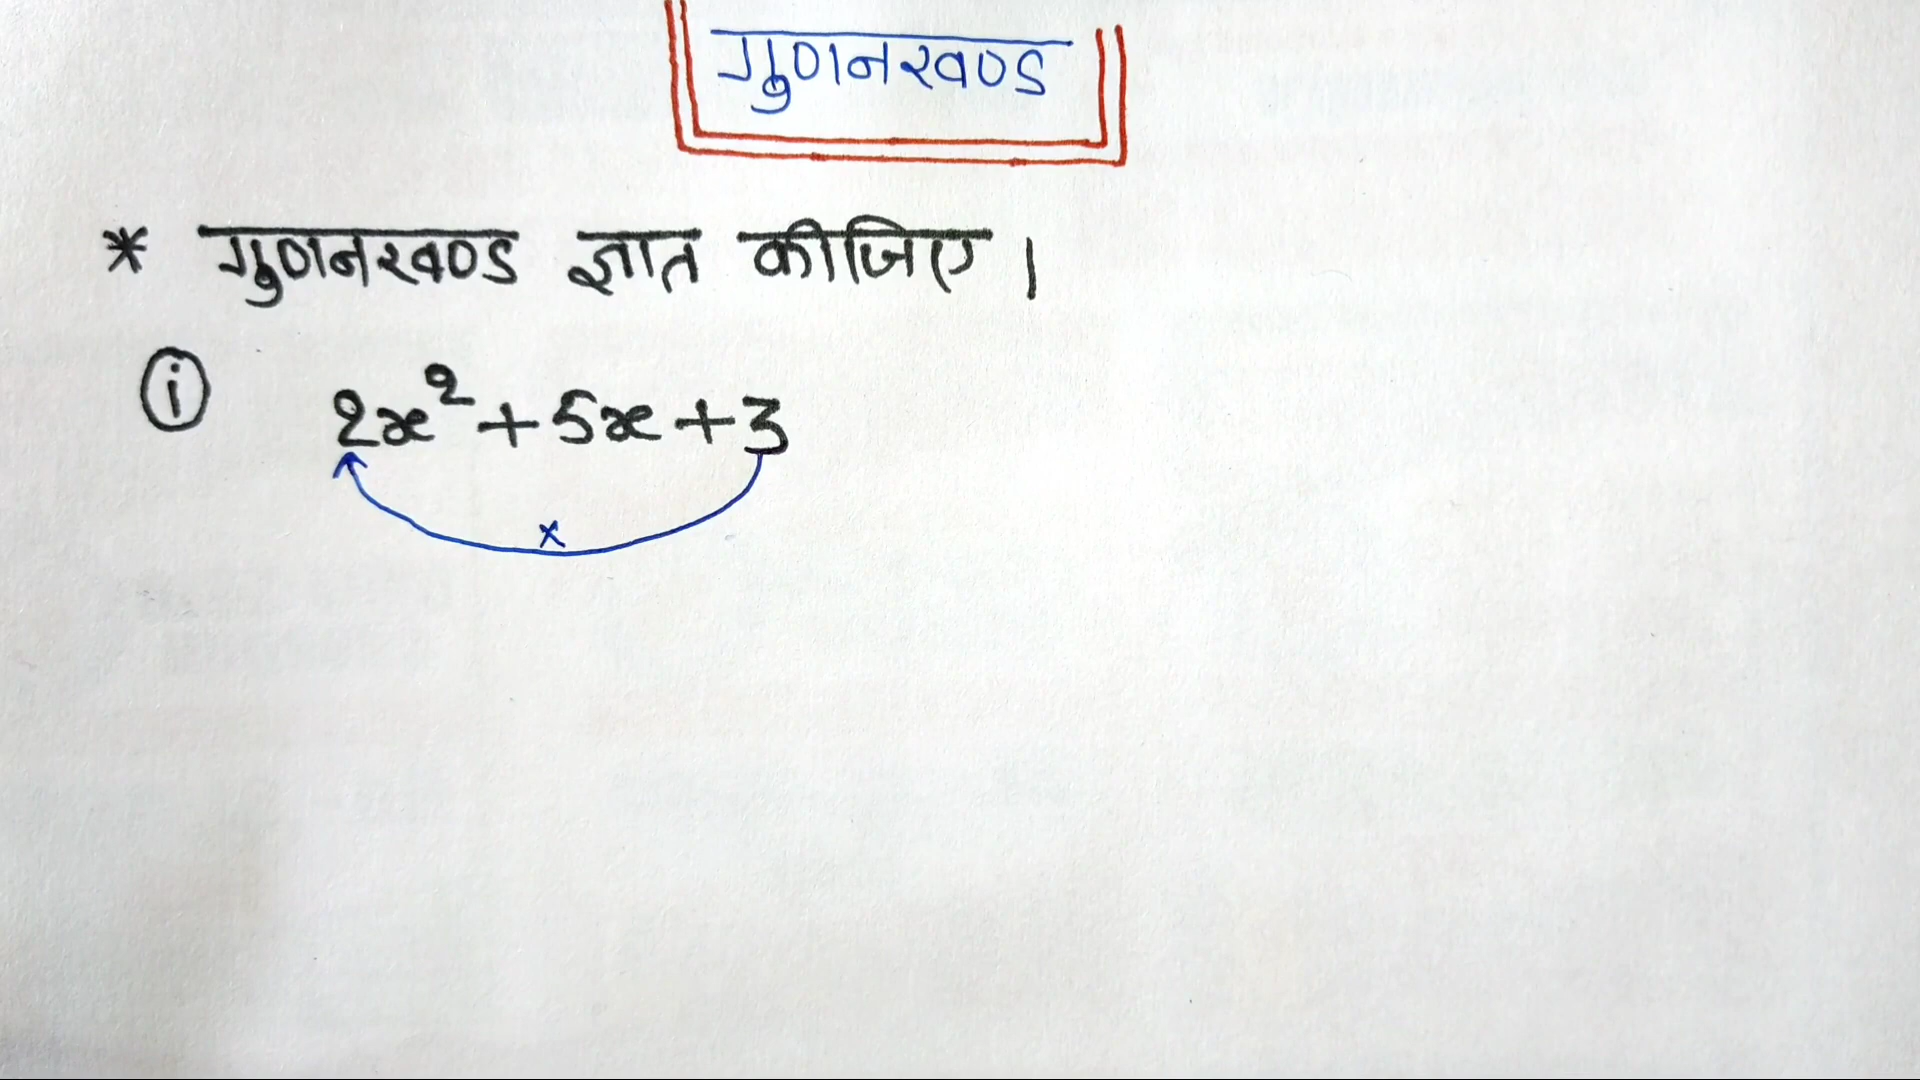 गुणनखण्ड
* गुणनखण्ड ज्ञात कीजिए।
(i) 2x²+5x+3
x